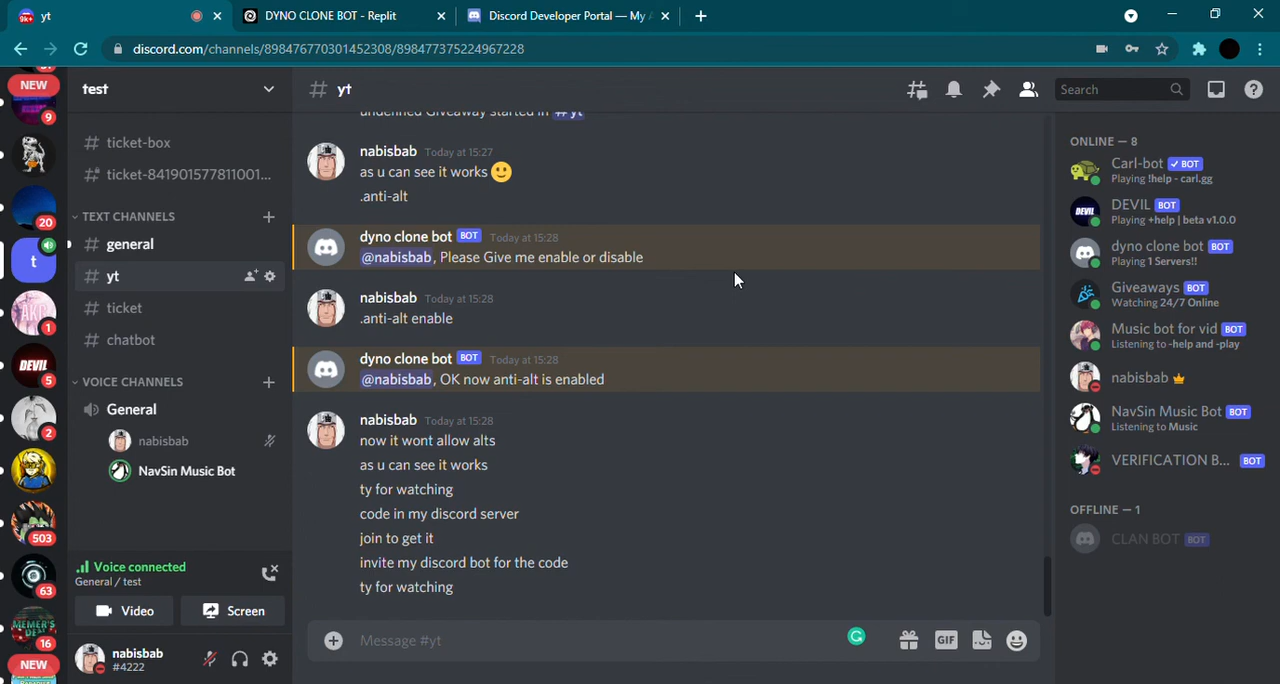 9k+ yt
DYNO CLONE BOT - Replit
Discord Developer Portal — My A
discord.com/channels/898476770301452308/898477375224967228
NEW
9
20
t
1
DEVIL
5
2
503
63
MEMER'S
16
NEW
test
ticket-box
ticket-841901577811001...
TEXT CHANNELS
general
yt
ticket
chatbot
VOICE CHANNELS
General
nabisbab
NavSin Music Bot
Voice connected
General / test
Video
Screen
nabisbab
#4222
# yt
Search
undefined Giveaway started in # yt
nabisbab Today at 15:27
as u can see it works
.anti-alt
dyno clone bot BOT Today at 15:28
@nabisbab, Please Give me enable or disable
nabisbab Today at 15:28
.anti-alt enable
dyno clone bot BOT Today at 15:28
@nabisbab, OK now anti-alt is enabled
nabisbab Today at 15:28
now it wont allow alts
as u can see it works
ty for watching
code in my discord server
join to get it
invite my discord bot for the code
ty for watching
Message #yt
GIF
ONLINE — 8
Carl-bot ✓ BOT
Playing !help - carl.gg
DEVIL
DEVIL BOT
Playing +help | beta v1.0.0
dyno clone bot BOT
Playing 1 Servers!!
Giveaways BOT
Watching 24/7 Online
Music bot for vid BOT
Listening to -help and -play
nabisbab
NavSin Music Bot BOT
Listening to Music
VERIFICATION B... BOT
OFFLINE — 1
CLAN BOT BOT